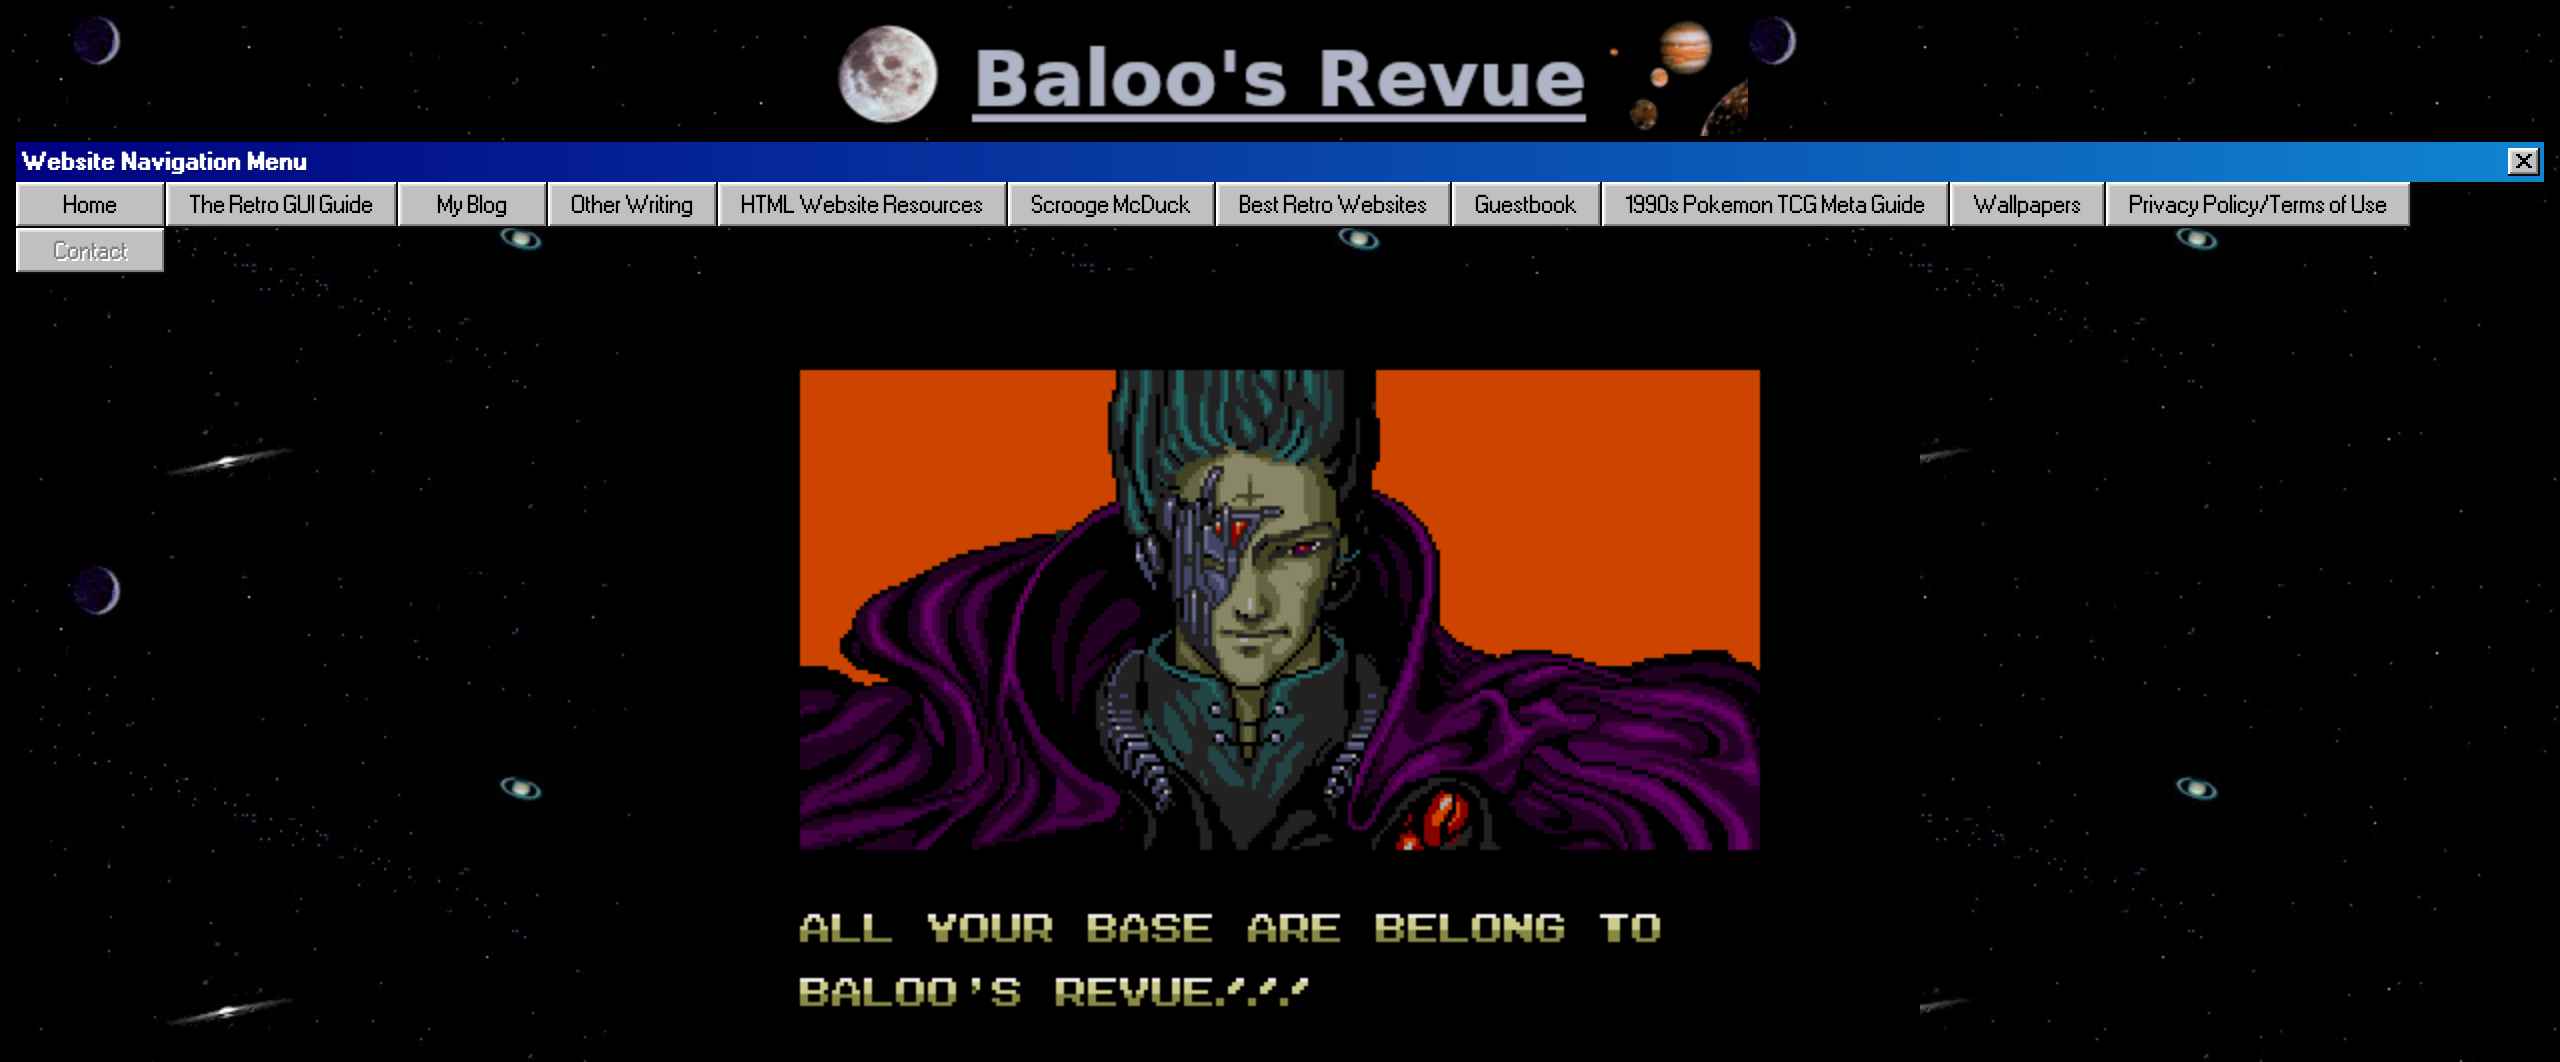 Baloo's Revue
Website Navigation Menu
Home The Retro GUI Guide My Blog Other Writing HTML Website Resources Scrooge McDuck Best Retro Websites Guestbook 1990s Pokemon TCG Meta Guide Wallpapers Privacy Policy/Terms of Use
Contact
ALL YOUR BASE ARE BELONG TO
BALOO'S REVUE!!!